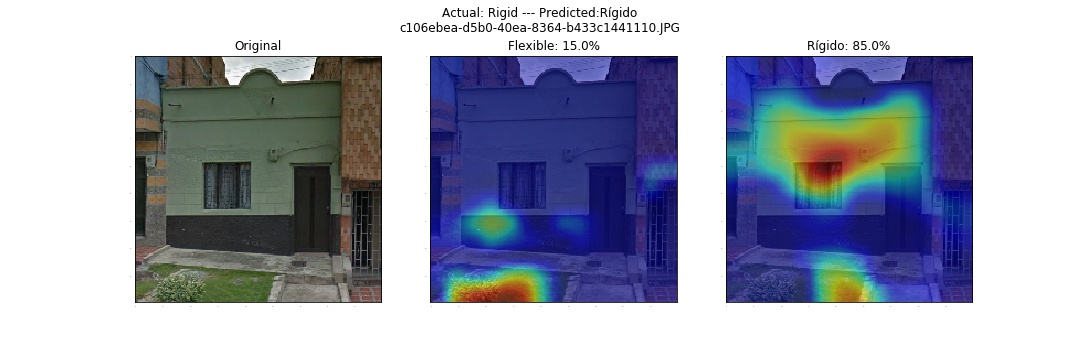 Actual: Rigid --- Predicted:Rígido
c106ebea-d5b0-40ea-8364-b433c1441110.JPG
Original
Flexible: 15.0%
Rígido: 85.0%